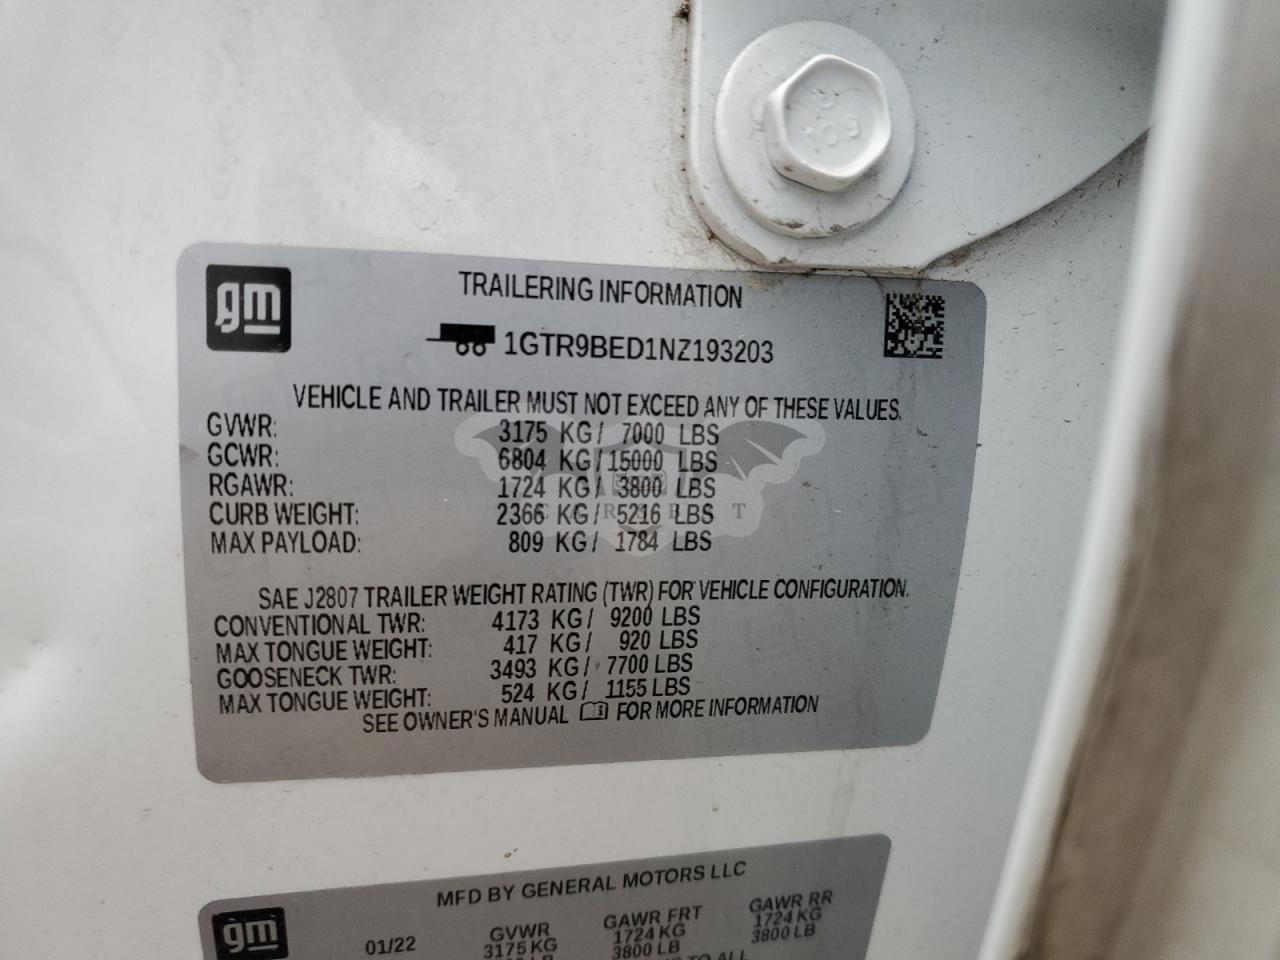 gm
TRAILERING INFORMATION
1GTR9BED1NZ193203
VEHICLE AND TRAILER MUST NOT EXCEED ANY OF THESE VALUES.
GVWR: 3175 KG/ 7000 LBS
GCWR: 6804 KG/ 15000 LBS
RGAWR: 1724 KG/ 3800 LBS
CURB WEIGHT: 2366 KG/ 5216 LBS
MAX PAYLOAD: 809 KG/ 1784 LBS
SAE J2807 TRAILER WEIGHT RATING (TWR) FOR VEHICLE CONFIGURATION.
CONVENTIONAL TWR: 4173 KG/ 9200 LBS
MAX TONGUE WEIGHT: 417 KG/ 920 LBS
GOOSENECK TWR: 3493 KG/ 7700 LBS
MAX TONGUE WEIGHT: 524 KG/ 1155 LBS
SEE OWNER'S MANUAL FOR MORE INFORMATION
MFD BY GENERAL MOTORS LLC
gm
01/22
GVWR GAWR FRT GAWR RR
3175 KG 1724 KG 1724 KG
LB 3800 LB 3800 LB
TO ALL